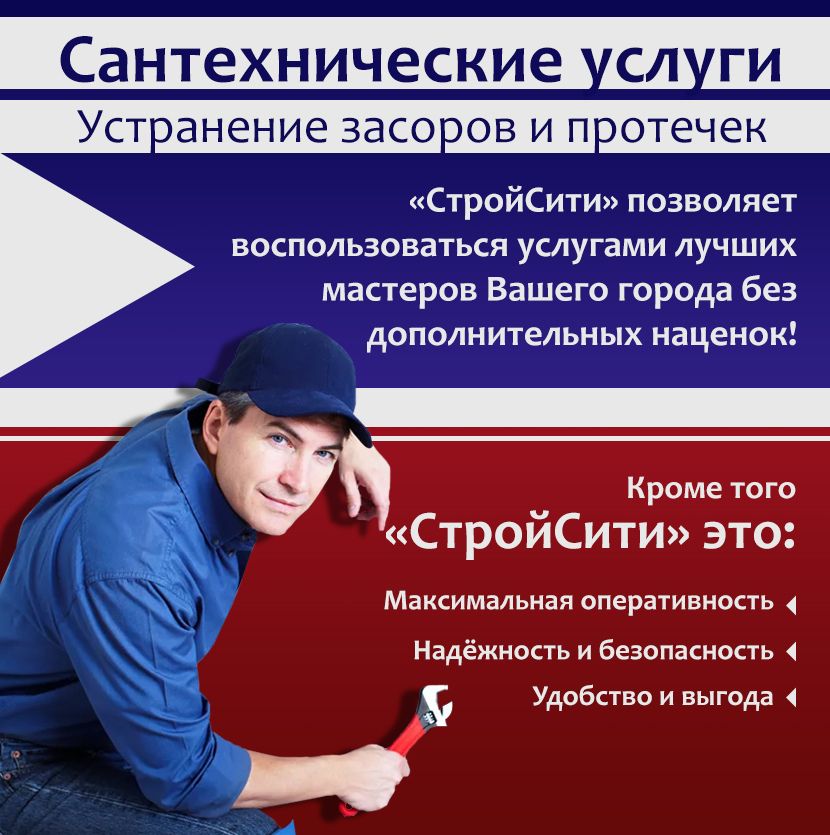 Сантехнические услуги
Устранение засоров и протечек
«СтройСити» позволяет
воспользоваться услугами лучших
мастеров Вашего города без
дополнительных наценок!
Кроме того
«СтройСити» это:
Максимальная оперативность
Надёжность и безопасность
Удобство и выгода